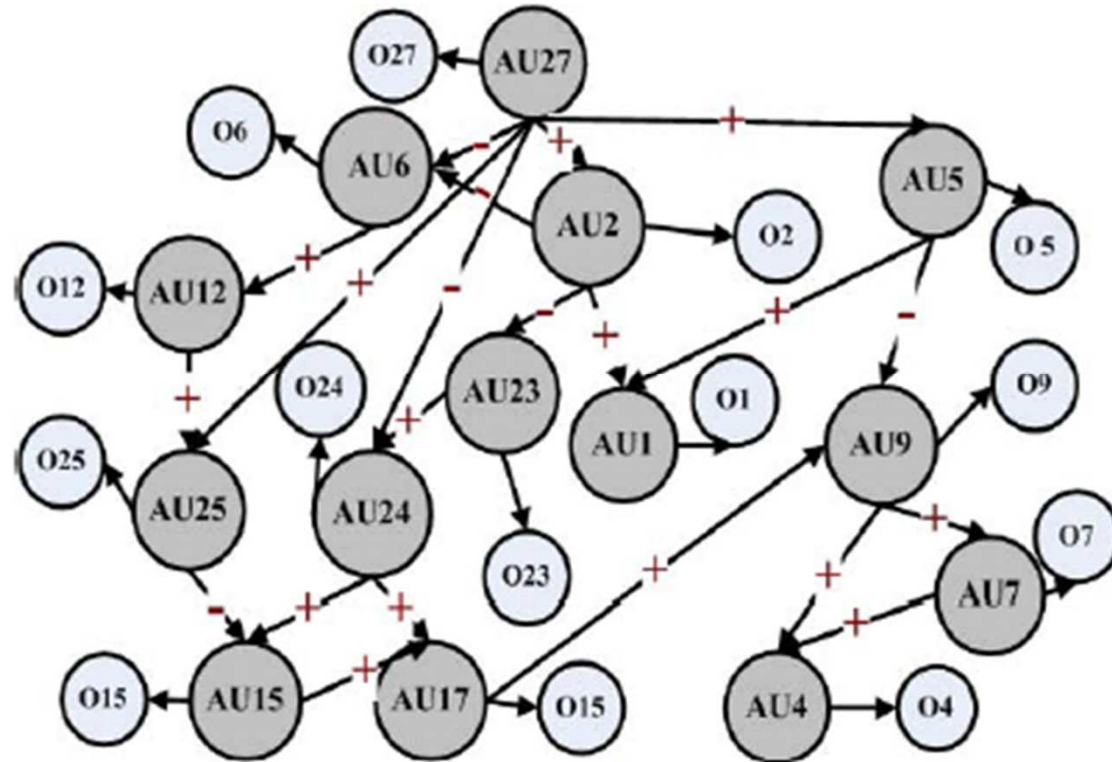 O27
AU27
O6
AU6
+
-
+
AU5
-
AU2
O2
O 5
+
O12
AU12
+
-
-
+
+
-
O24
AU23
+
O1
O9
+
AU1
AU9
O25
AU25
AU24
+
O7
O23
+
+
AU7
-
+
+
+
+
O15
AU15
AU17
O15
AU4
O4